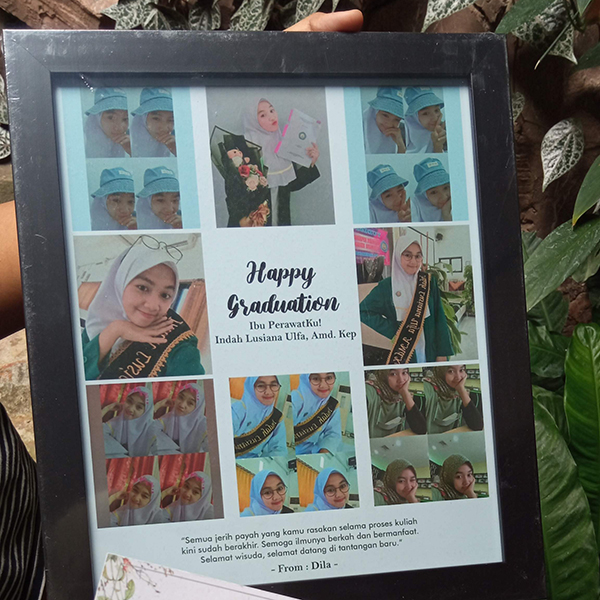 Happy
Graduation
Ibu PerawatKu!
Indah Lusiana Ulfa, Amd. Kep
"Semua jerih payah yang kamu rasakan selama proses kuliah
kini sudah berakhir. Semoga ilmunya berkah dan bermanfaat.
Selamat wisuda, selamat datang di tantangan baru."
- From : Dila -